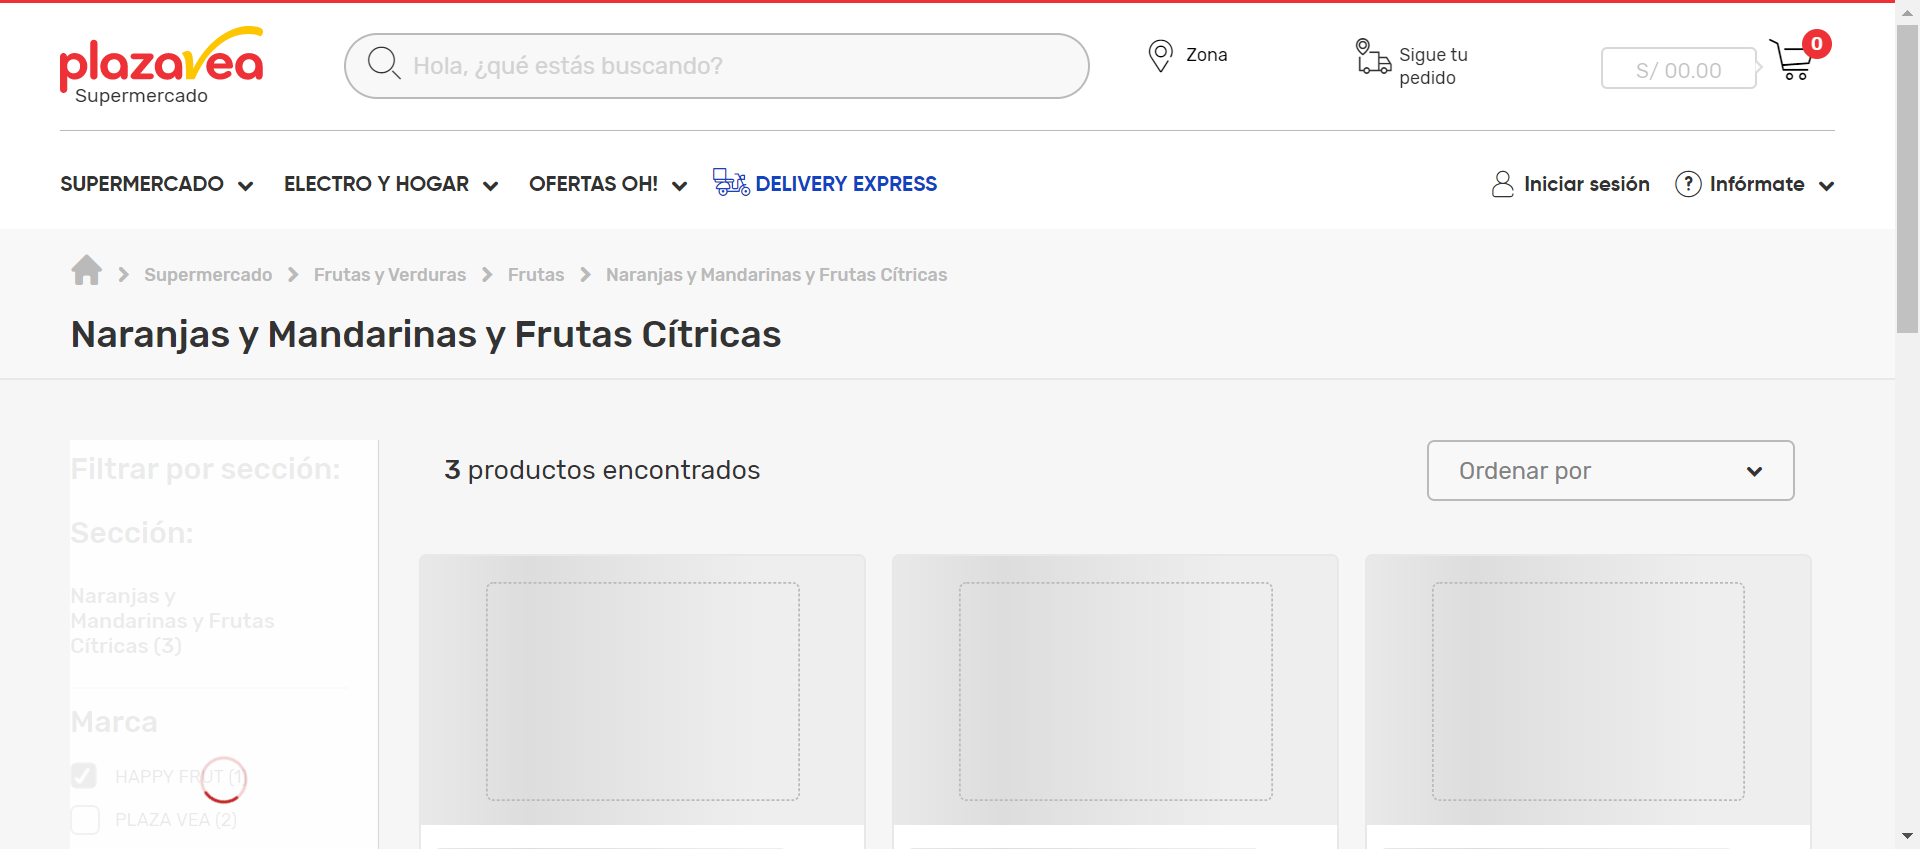 plazavea
Supermercado
Hola, ¿qué estás buscando?
Zona
Sigue tu
pedido
S/ 00.00
0
SUPERMERCADO
ELECTRO Y HOGAR
OFERTAS OH!
DELIVERY EXPRESS
Iniciar sesión
? Infórmate
Supermercado
Frutas y Verduras
Frutas
Naranjas y Mandarinas y Frutas Cítricas
Naranjas y Mandarinas y Frutas Cítricas
Filtrar por sección:
3 productos encontrados
Ordenar por
Sección:
Naranjas y
Mandarinas y Frutas
Cítricas (3)
Marca
HAPPY FRUT (1)
PLAZA VEA (2)